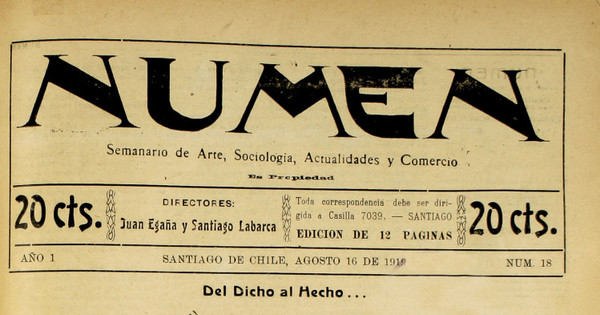 NUMEN
Semanario de Arte, Sociología, Actualidades y Comercio
Es Propiedad
20 cts.
DIRECTORES:
Juan Egaña y Santiago Labarca
Toda correspondencia debe ser diri-
gida a Casilla 7039. — SANTIAGO
EDICION DE 12 PAGINAS
20 cts.
AÑO 1
SANTIAGO DE CHILE, AGOSTO 16 DE 1919
NUM. 18
Del Dicho al Hecho...